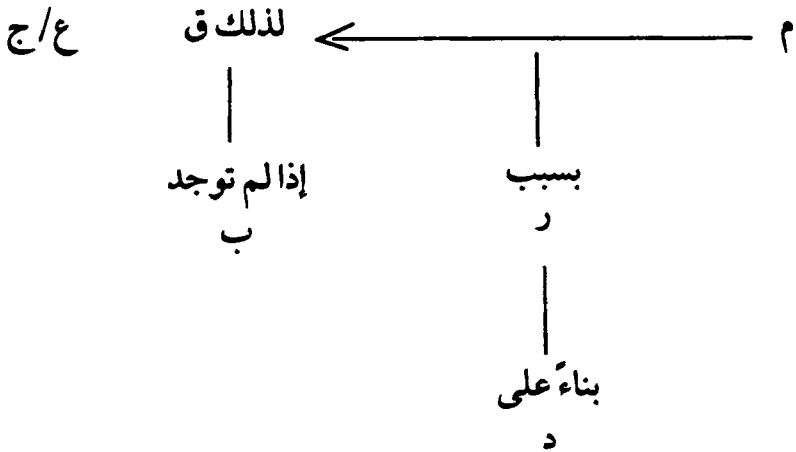 م لذلك ق ع/ج
إذا لم توجد
ب
بسبب
ر
بناءً على
د